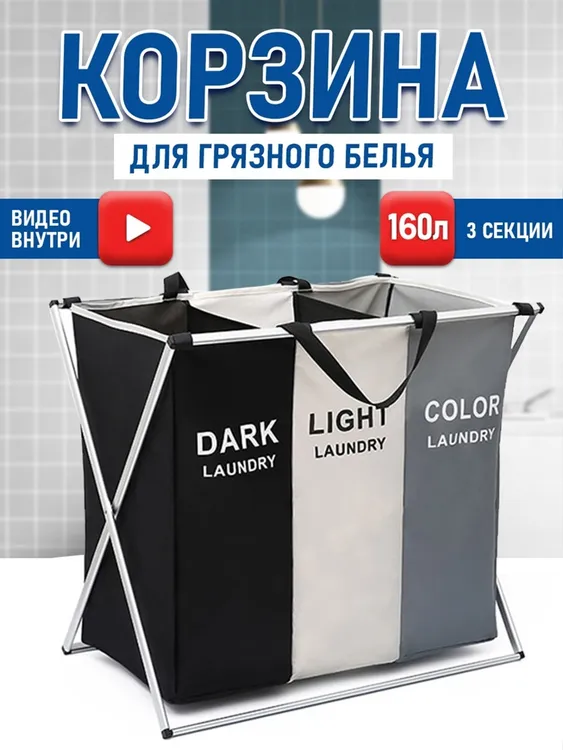 КОРЗИНА
ДЛЯ ГРЯЗНОГО БЕЛЬЯ
ВИДЕО
ВНУТРИ
160л
3 СЕКЦИИ
DARK
LAUNDRY
LIGHT
LAUNDRY
COLOR
LAUNDRY